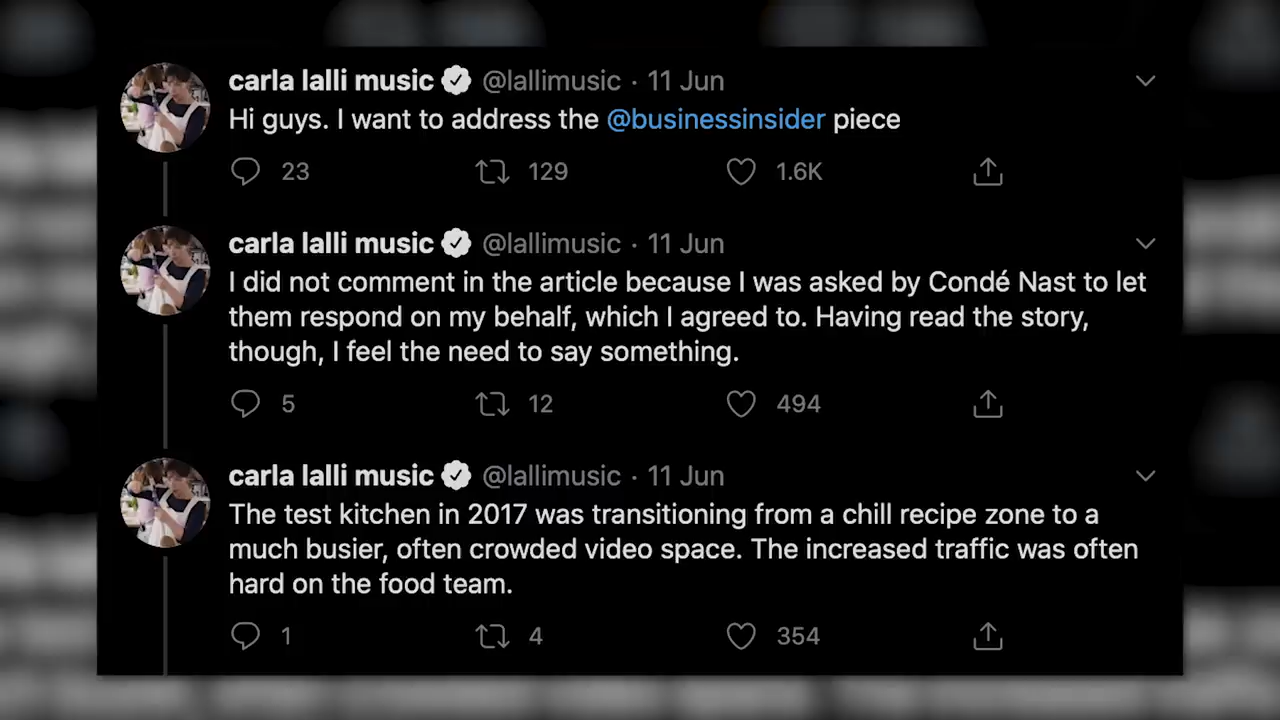 carla lalli music @lallimusic · 11 Jun
Hi guys. I want to address the @businessinsider piece
23 129 1.6K
carla lalli music @lallimusic · 11 Jun
I did not comment in the article because I was asked by Condé Nast to let
them respond on my behalf, which I agreed to. Having read the story,
though, I feel the need to say something.
5 12 494
carla lalli music @lallimusic · 11 Jun
The test kitchen in 2017 was transitioning from a chill recipe zone to a
much busier, often crowded video space. The increased traffic was often
hard on the food team.
1 4 354